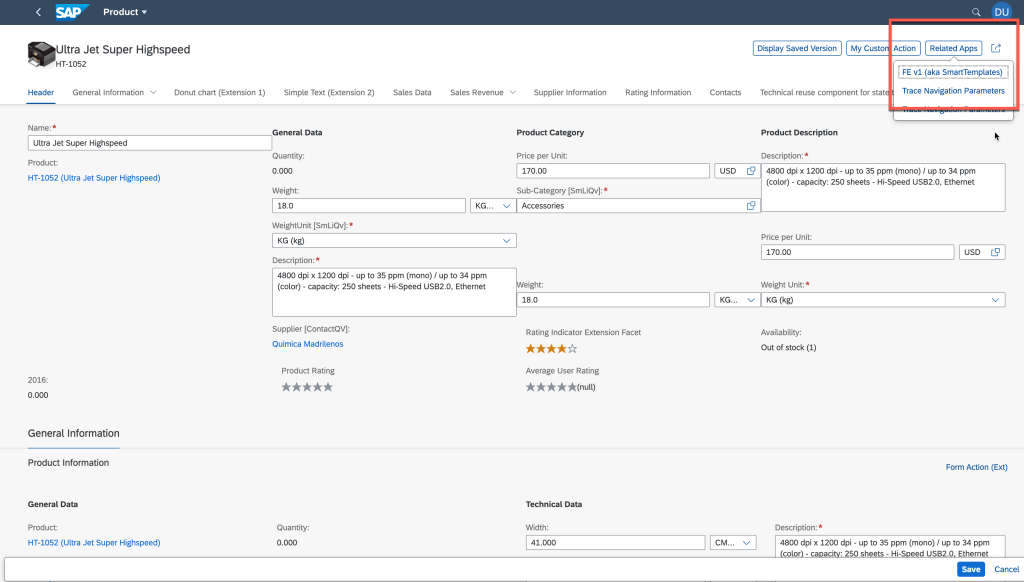 SAP
Product
DU
Ultra Jet Super Highspeed
HT-1052
Display Saved Version
My Custom Action
Related Apps
FE v1 (aka SmartTemplates)
Trace Navigation Parameters
Trace Navigation Parameters
Header
General Information
Donut chart (Extension 1)
Simple Text (Extension 2)
Sales Data
Sales Revenue
Supplier Information
Rating Information
Contacts
Technical reuse component for state
Name:*
Ultra Jet Super Highspeed
Product:
HT-1052 (Ultra Jet Super Highspeed)
2016:
0.000
General Data
Quantity:
0.000
Weight:
18.0
KG...
WeightUnit [SmLiQv]:*
KG (kg)
Description:*
4800 dpi x 1200 dpi - up to 35 ppm (mono) / up to 34 ppm
(color) - capacity: 250 sheets - Hi-Speed USB2.0, Ethernet
Supplier [ContactQV]:
Quimica Madrilenos
Product Rating
Product Category
Price per Unit:
170.00
USD
Sub-Category [SmLiQv]:*
Accessories
Weight:
18.0
KG...
Rating Indicator Extension Facet
Average User Rating
(null)
Product Description
Description:*
4800 dpi x 1200 dpi - up to 35 ppm (mono) / up to 34 ppm
(color) - capacity: 250 sheets - Hi-Speed USB2.0, Ethernet
Price per Unit:
170.00
USD
Weight Unit:*
KG (kg)
Availability:
Out of stock (1)
General Information
Product Information
Form Action (Ext)
General Data
Product:
HT-1052 (Ultra Jet Super Highspeed)
Quantity:
0.000
Technical Data
Width:
41.000
CM...
Description:*
4800 dpi x 1200 dpi - up to 35 ppm (mono) / up to 34 ppm
(color) - capacity: 250 sheets - Hi-Speed USB2.0, Ethernet
Save
Cancel